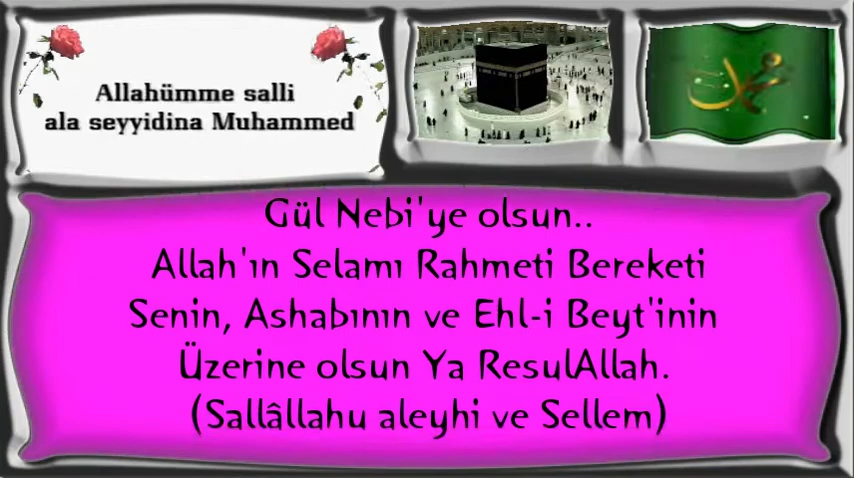 Allahümme salli
ala seyyidina Muhammed
محمد
Gül Nebi'ye olsun..
Allah'ın Selamı Rahmeti Bereketi
Senin, Ashabının ve Ehl-i Beyt'inin
Üzerine olsun Ya ResulAllah.
(Sallâllahu aleyhi ve Sellem)